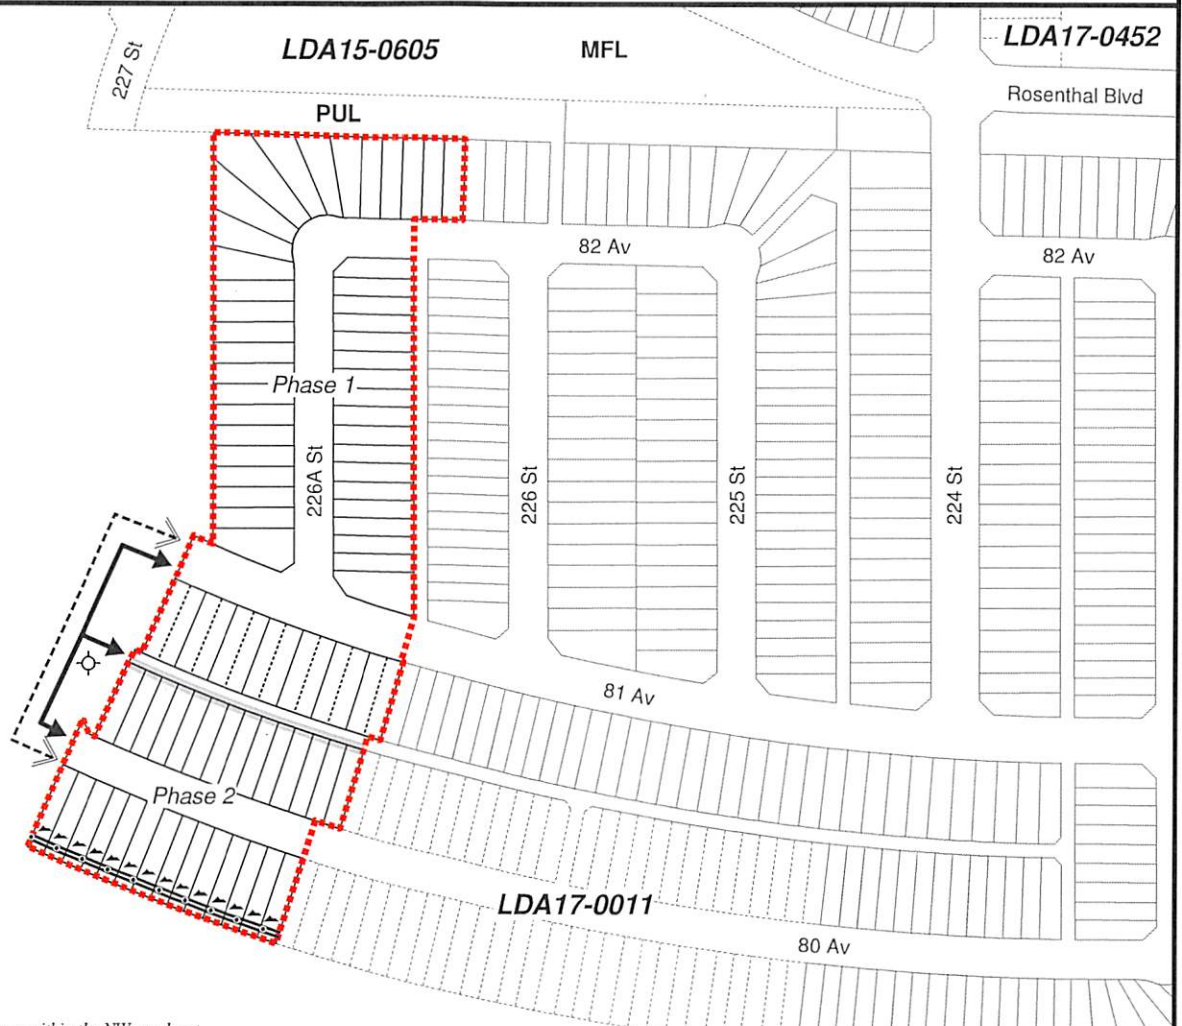 LDA15-0605
MFL
LDA17-0452
227 St
Rosenthal Blvd
PUL
82 Av
82 Av
Phase 1
226A St
226 St
225 St
224 St
81 Av
Phase 2
LDA17-0011
80 Av